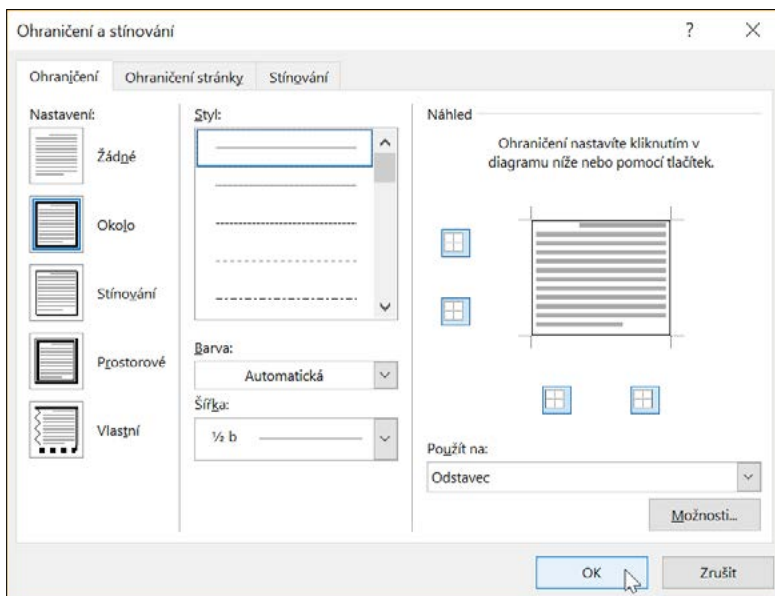 Ohraničení a stínování
?
Ohraničení
Ohraničení stránky
Stínování
Nastavení:
Žádné
Okolo
Stínování
Prostorové
Vlastní
Styl:
Barva:
Automatická
Šířka:
½ b
Náhled
Ohraničení nastavíte kliknutím v
diagramu níže nebo pomocí tlačítek.
Použít na:
Odstavec
Možnosti...
OK
Zrušit